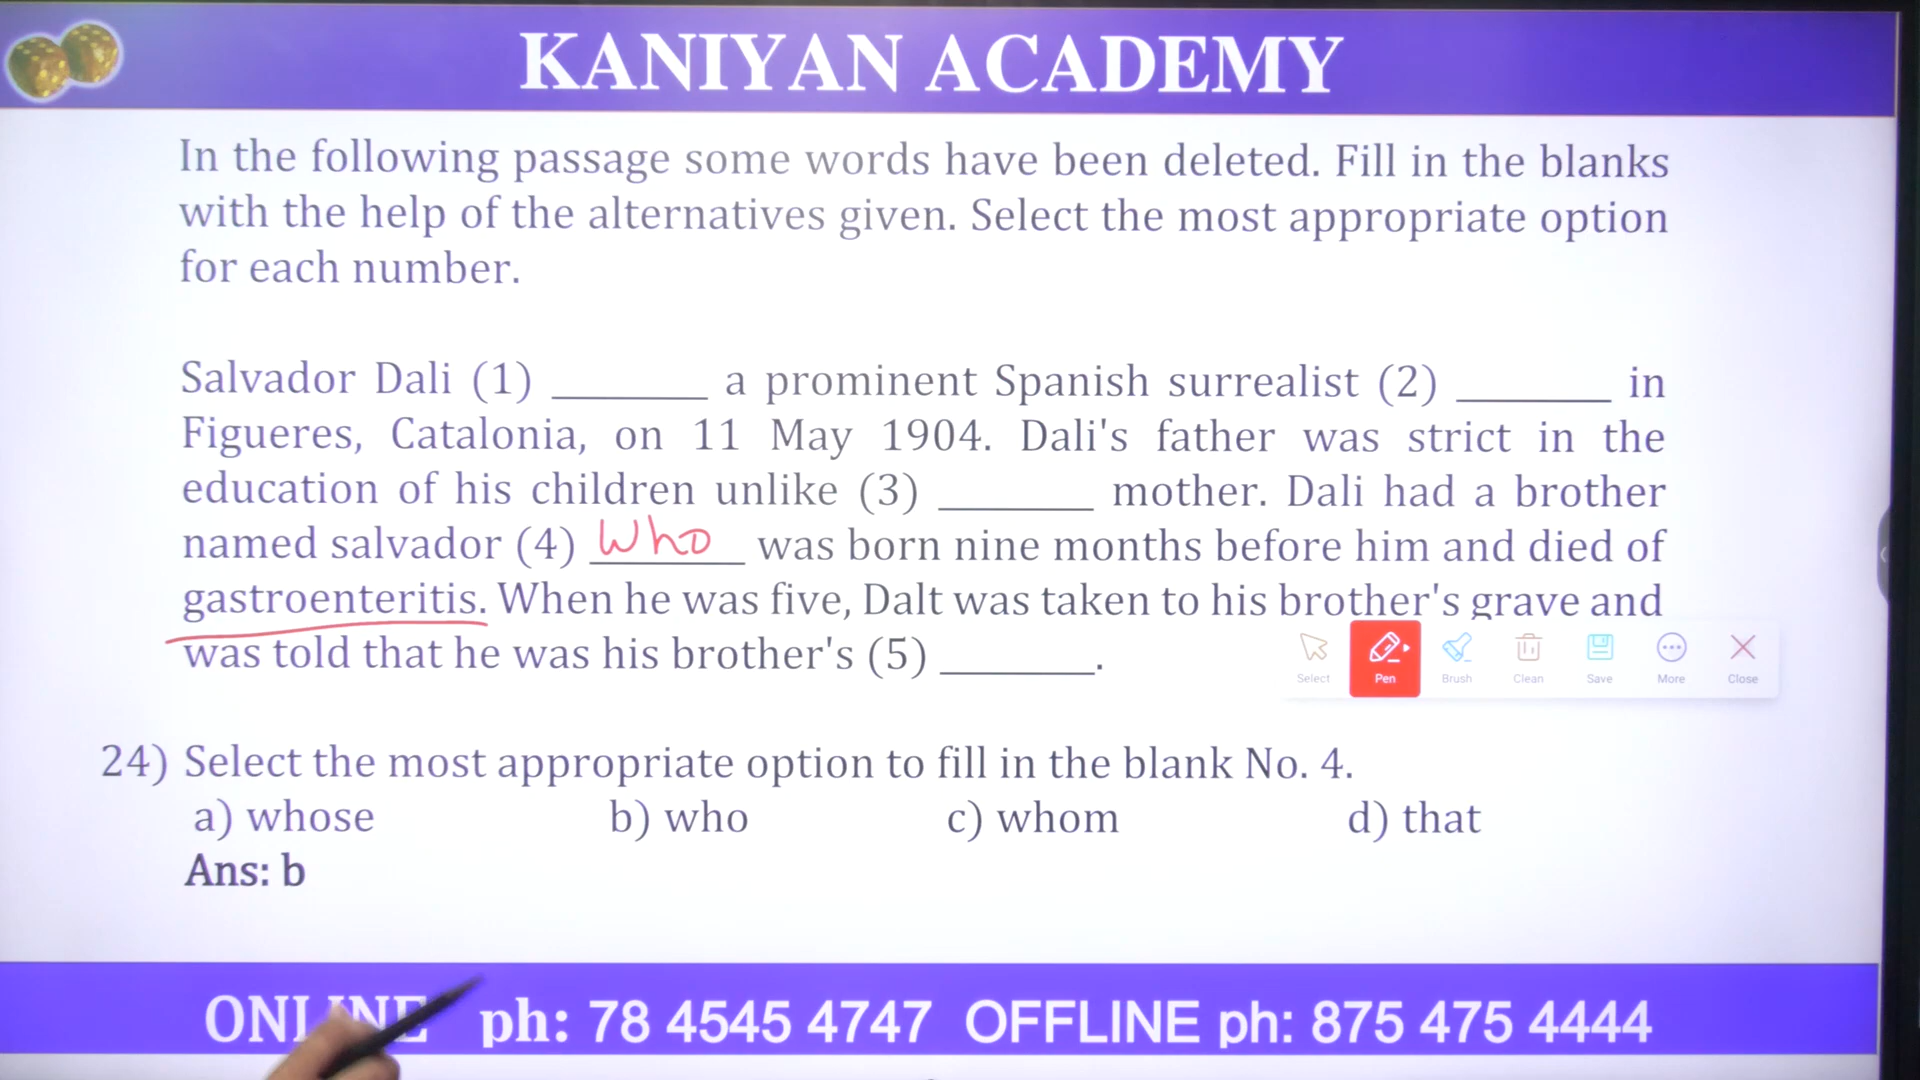 KANIYAN ACADEMY
In the following passage some words have been deleted. Fill in the blanks
with the help of the alternatives given. Select the most appropriate option
for each number.
Salvador Dali (1) ________ a prominent Spanish surrealist (2) ________ in
Figueres, Catalonia, on 11 May 1904. Dali's father was strict in the
education of his children unlike (3) ________ mother. Dali had a brother
named salvador (4) who was born nine months before him and died of
gastroenteritis. When he was five, Dalt was taken to his brother's grave and
was told that he was his brother's (5) ________.
Select Pen Brush Clean Save More Close
24) Select the most appropriate option to fill in the blank No. 4.
a) whose b) who c) whom d) that
Ans: b
ONLINE ph: 78 4545 4747 OFFLINE ph: 875 475 4444